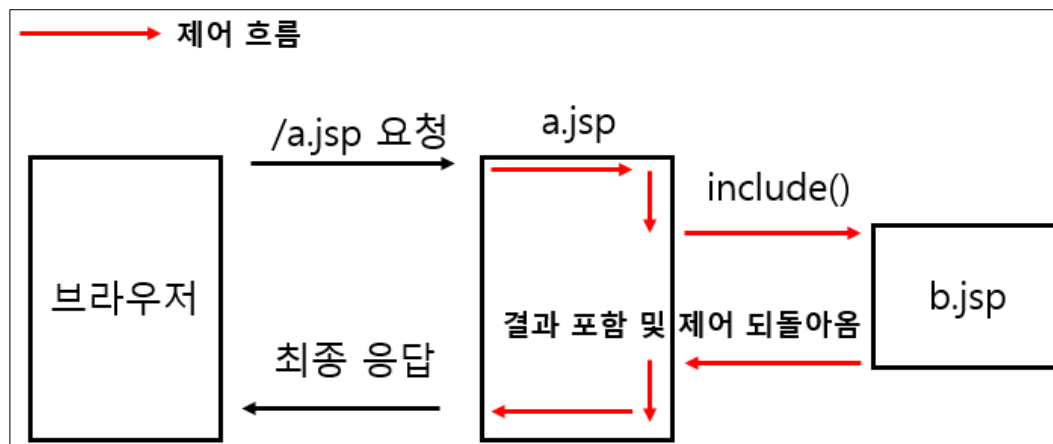 제어 흐름
/a.jsp 요청
a.jsp
include()
브라우저
b.jsp
결과 포함 및 제어 되돌아옴
최종 응답